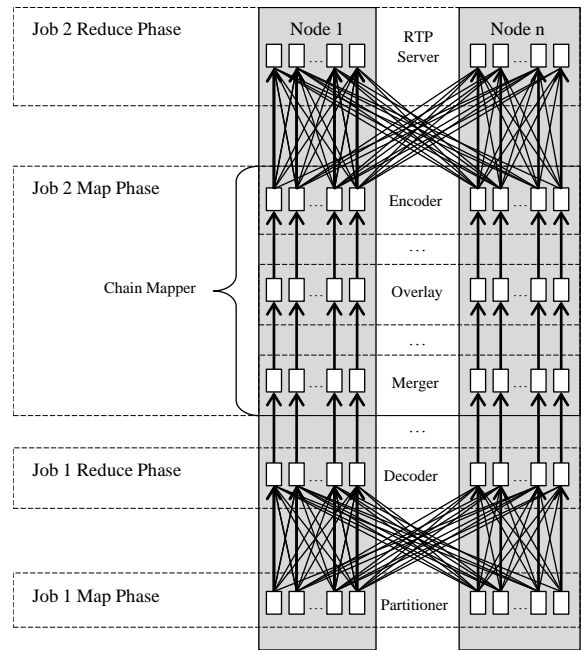 Job 2 Reduce Phase
Node 1
RTP
Server
Node n
... ...
Job 2 Map Phase
Encoder
... ...
...
Chain Mapper
Overlay
... ...
...
Merger
... ...
...
Job 1 Reduce Phase
Decoder
... ...
Job 1 Map Phase
Partitioner
... ...